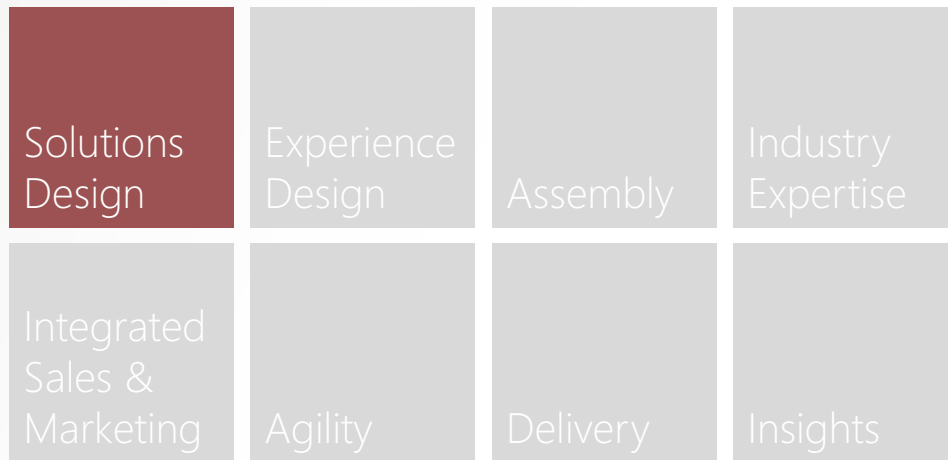 Solutions
Design
Experience
Design
Assembly
Industry
Expertise
Integrated
Sales &
Marketing
Agility
Delivery
Insights